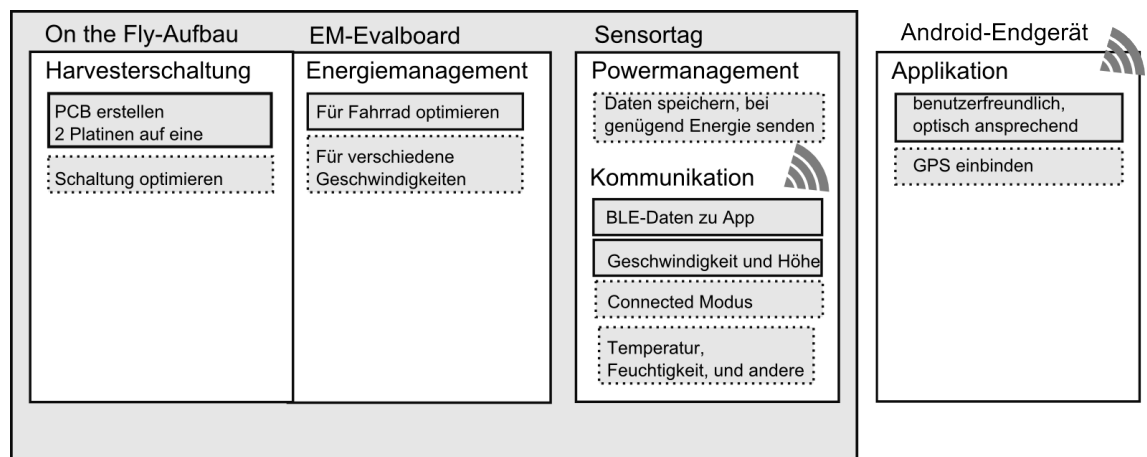 On the Fly-Aufbau
Harvesterschaltung
PCB erstellen
2 Platinen auf eine
Schaltung optimieren
EM-Evalboard
Energiemanagement
Für Fahrrad optimieren
Für verschiedene
Geschwindigkeiten
Sensortag
Powermanagement
Daten speichern, bei
genügend Energie senden
Kommunikation
BLE-Daten zu App
Geschwindigkeit und Höhe
Connected Modus
Temperatur,
Feuchtigkeit, und andere
Android-Endgerät
Applikation
benutzerfreundlich,
optisch ansprechend
GPS einbinden